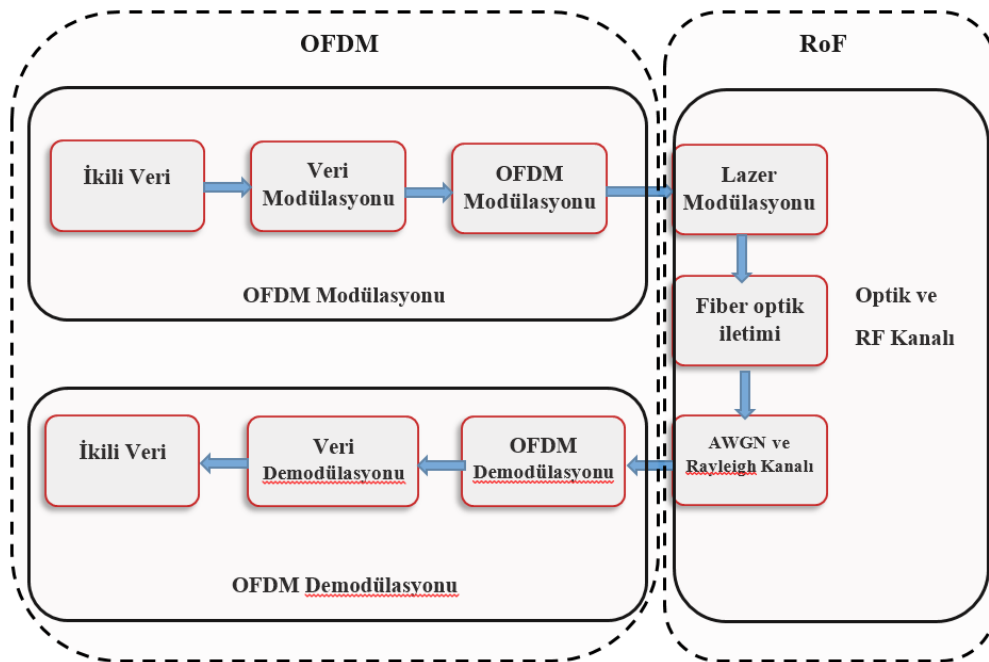 OFDM
RoF
İkili Veri
Veri
Modülasyonu
OFDM
Modülasyonu
Lazer
Modülasyonu
OFDM Modülasyonu
Fiber optik
iletimi
Optik ve
RF Kanalı
İkili Veri
Veri
Demodülasyonu
OFDM
Demodülasyonu
AWGN ve
Rayleigh Kanalı
OFDM Demodülasyonu